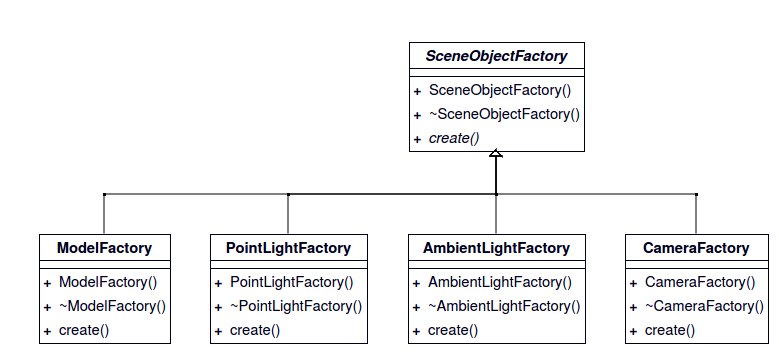 SceneObjectFactory
+ SceneObjectFactory()
+ ~SceneObjectFactory()
+ create()
ModelFactory
+ ModelFactory()
+ ~ModelFactory()
+ create()
PointLightFactory
+ PointLightFactory()
+ ~PointLightFactory()
+ create()
AmbientLightFactory
+ AmbientLightFactory()
+ ~AmbientLightFactory()
+ create()
CameraFactory
+ CameraFactory()
+ ~CameraFactory()
+ create()